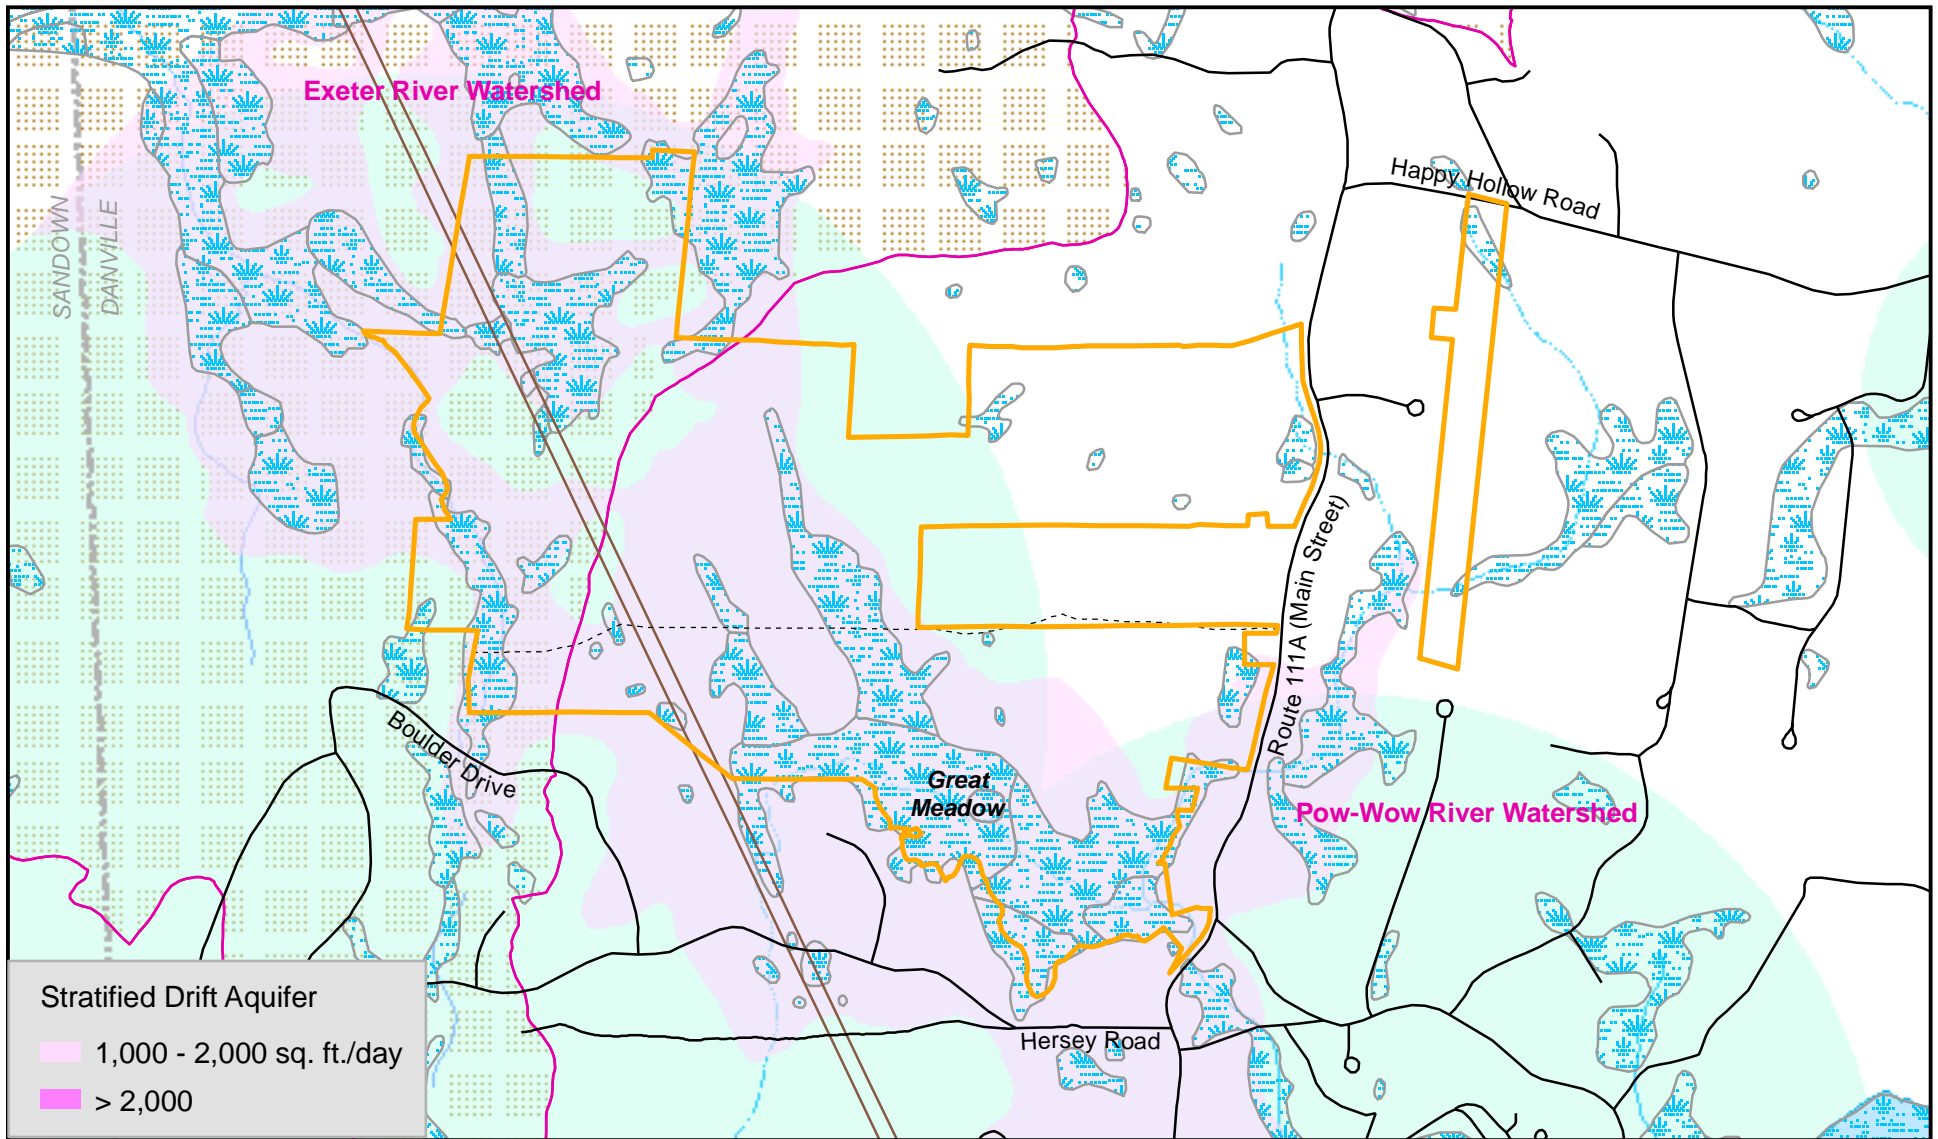 Exeter River Watershed
Happy Hollow Road
SANDOWN
DANVILLE
Route 111A (Main Street)
Boulder Drive
Great
Meadow
Pow-Wow River Watershed
Hersey Road
Stratified Drift Aquifer
1,000 - 2,000 sq. ft./day
> 2,000